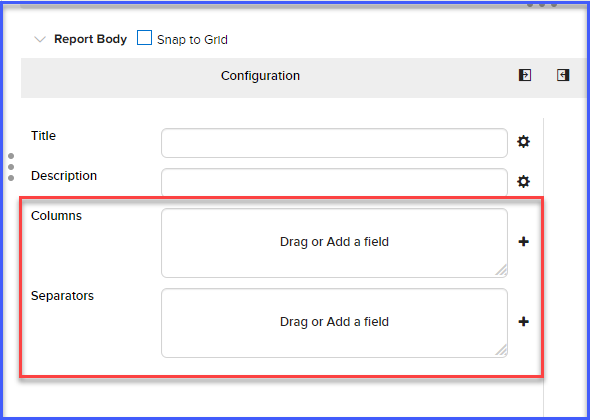 Report Body Snap to Grid
Configuration
Title
Description
Columns
Drag or Add a field
Separators
Drag or Add a field